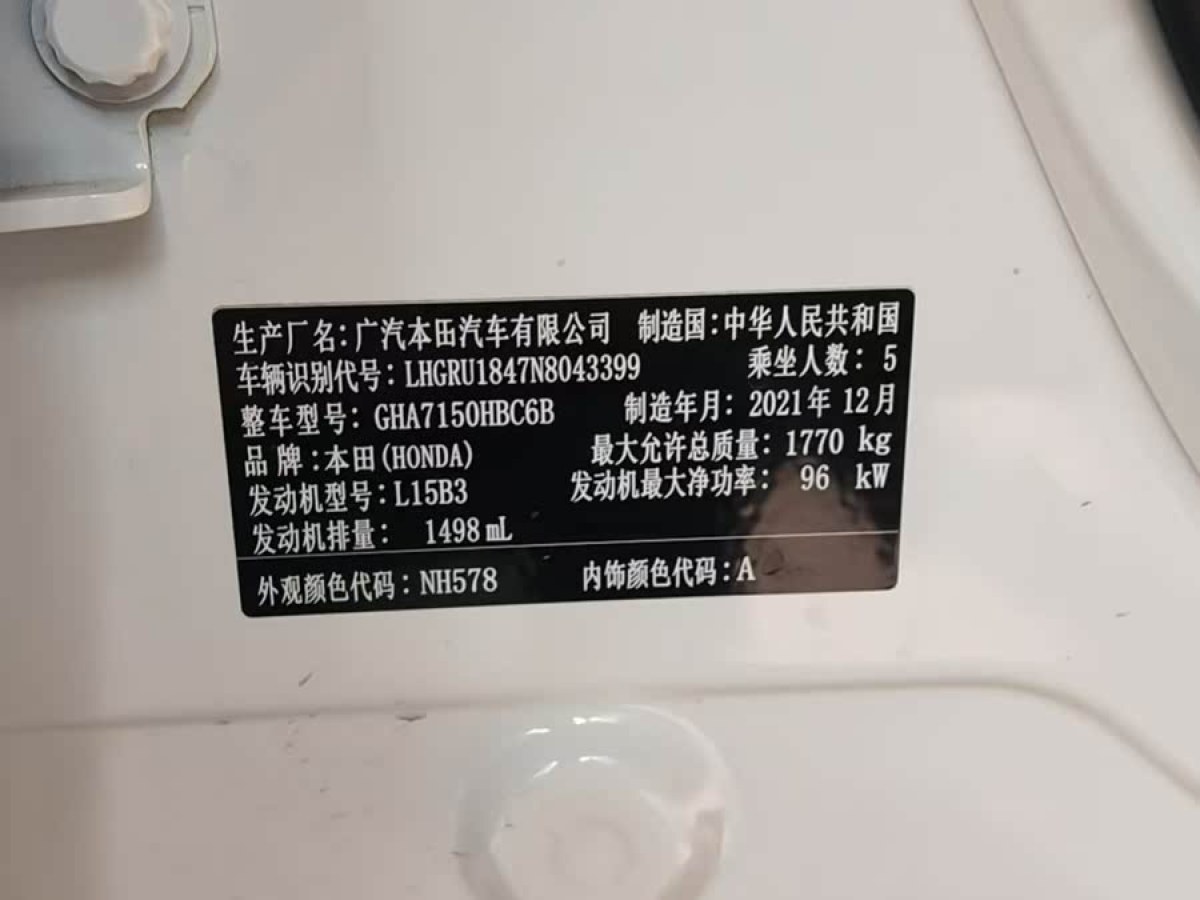 生产厂名：广汽本田汽车有限公司 制造国：中华人民共和国
车辆识别代号：LHGRU1847N8043399 乘坐人数：5
整车型号：GHA7150HBC6B 制造年月：2021年12月
品牌：本田(HONDA) 最大允许总质量：1770 kg
发动机型号：L15B3 发动机最大净功率：96 kW
发动机排量：1498 mL
外观颜色代码：NH578 内饰颜色代码：A